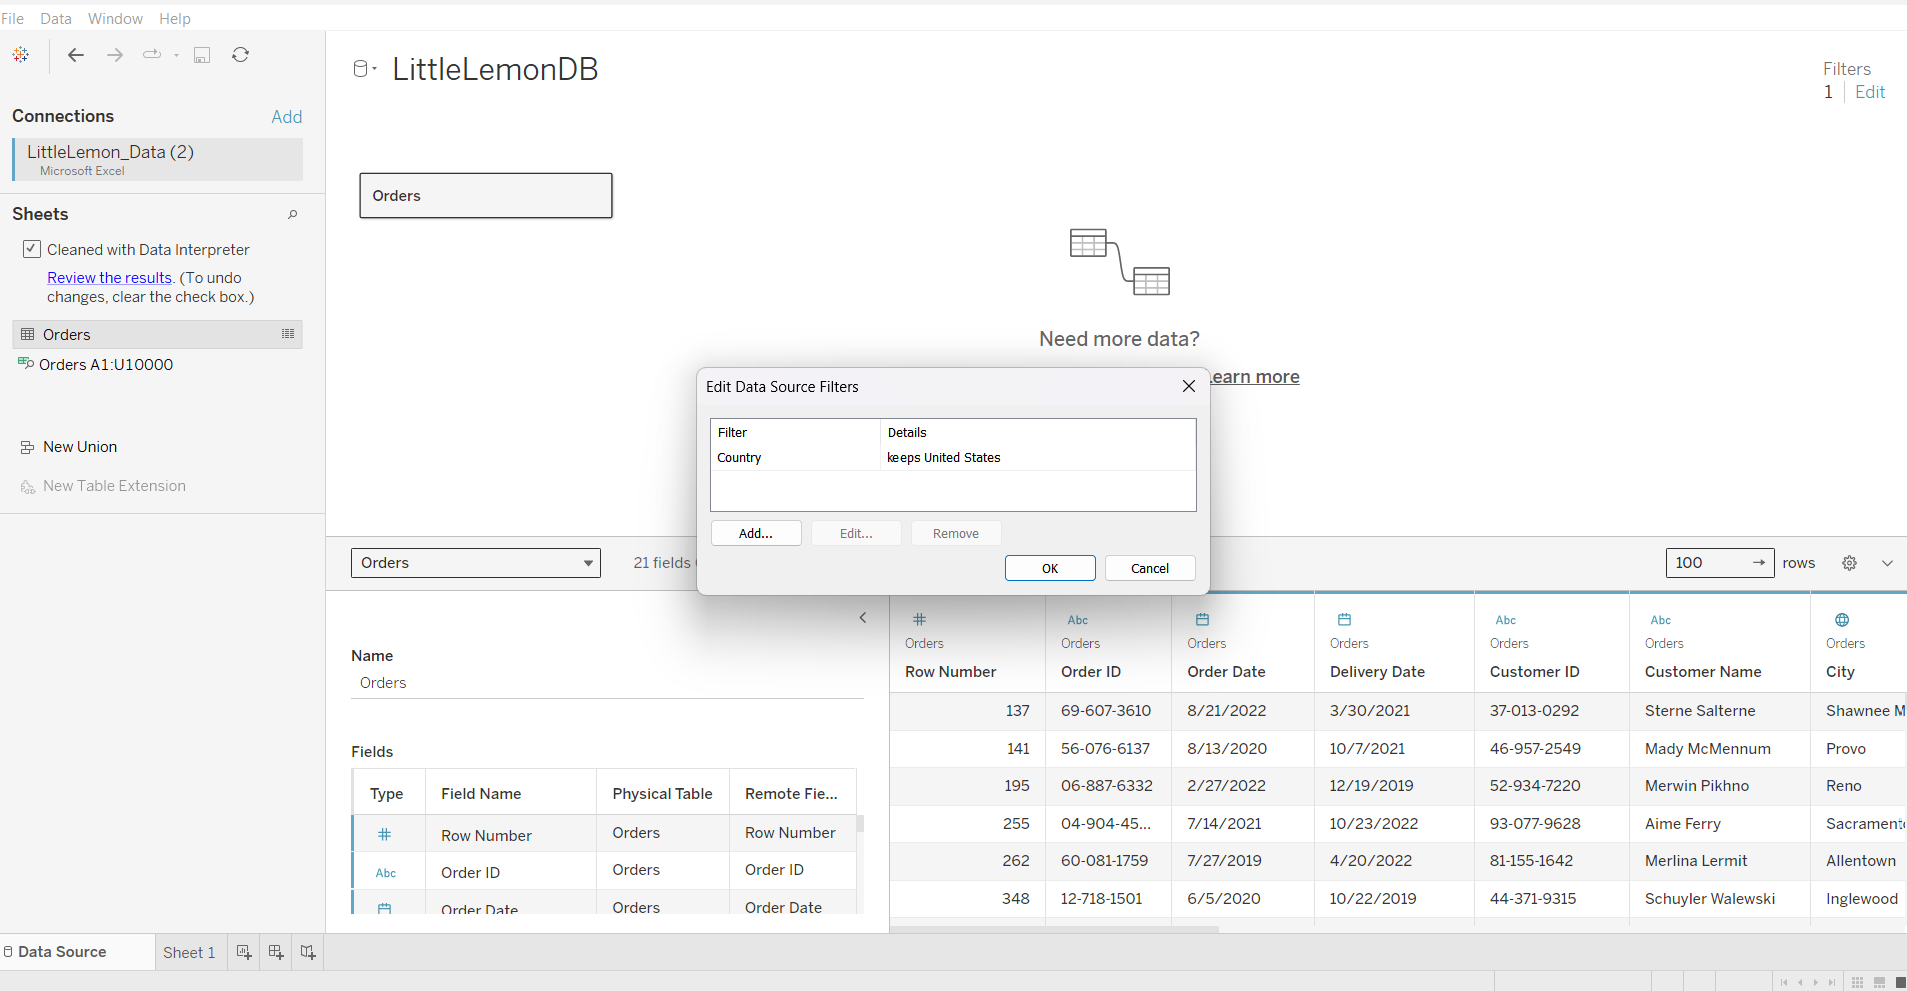 File Data Window Help
LittleLemonDB
Filters
1 Edit
Connections Add
LittleLemon_Data (2)
Microsoft Excel
Sheets
Cleaned with Data Interpreter
Review the results. (To undo
changes, clear the check box.)
Orders
Orders A1:U10000
New Union
New Table Extension
Orders
Need more data?
Learn more
Edit Data Source Filters
Filter Details
Country keeps United States
Add... Edit... Remove
OK Cancel
Orders 21 fields 100 rows
Name
Orders
Fields
Type Field Name Physical Table Remote Fie...
Row Number Orders Row Number
Abc Order ID Orders Order ID
Order Date Orders Order Date
# Abc Abc Abc
Orders Orders Orders Orders Orders Orders Orders
Row Number Order ID Order Date Delivery Date Customer ID Customer Name City
137 69-607-3610 8/21/2022 3/30/2021 37-013-0292 Sterne Salterne Shawnee M
141 56-076-6137 8/13/2020 10/7/2021 46-957-2549 Mady McMennum Provo
195 06-887-6332 2/27/2022 12/19/2019 52-934-7220 Merwin Pikhno Reno
255 04-904-45... 7/14/2021 10/23/2022 93-077-9628 Aime Ferry Sacramento
262 60-081-1759 7/27/2019 4/20/2022 81-155-1642 Merlina Lermit Allentown
348 12-718-1501 6/5/2020 10/22/2019 44-371-9315 Schuyler Walewski Inglewood
Data Source Sheet 1